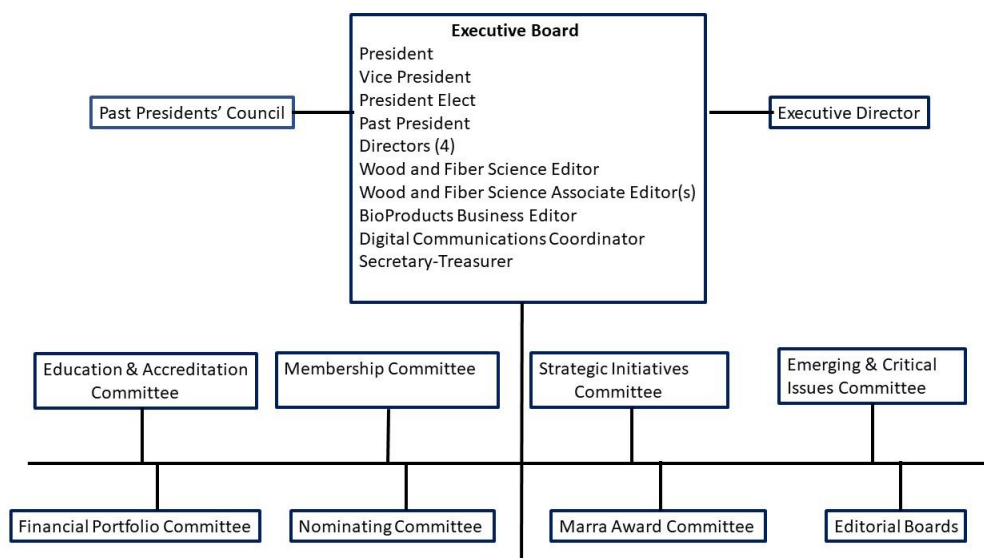 Executive Board
President
Vice President
President Elect
Past President
Directors (4)
Wood and Fiber Science Editor
Wood and Fiber Science Associate Editor(s)
BioProducts Business Editor
Digital Communications Coordinator
Secretary-Treasurer
Past Presidents’ Council
Executive Director
Education & Accreditation
Committee
Membership Committee
Strategic Initiatives
Committee
Emerging & Critical
Issues Committee
Financial Portfolio Committee
Nominating Committee
Marra Award Committee
Editorial Boards